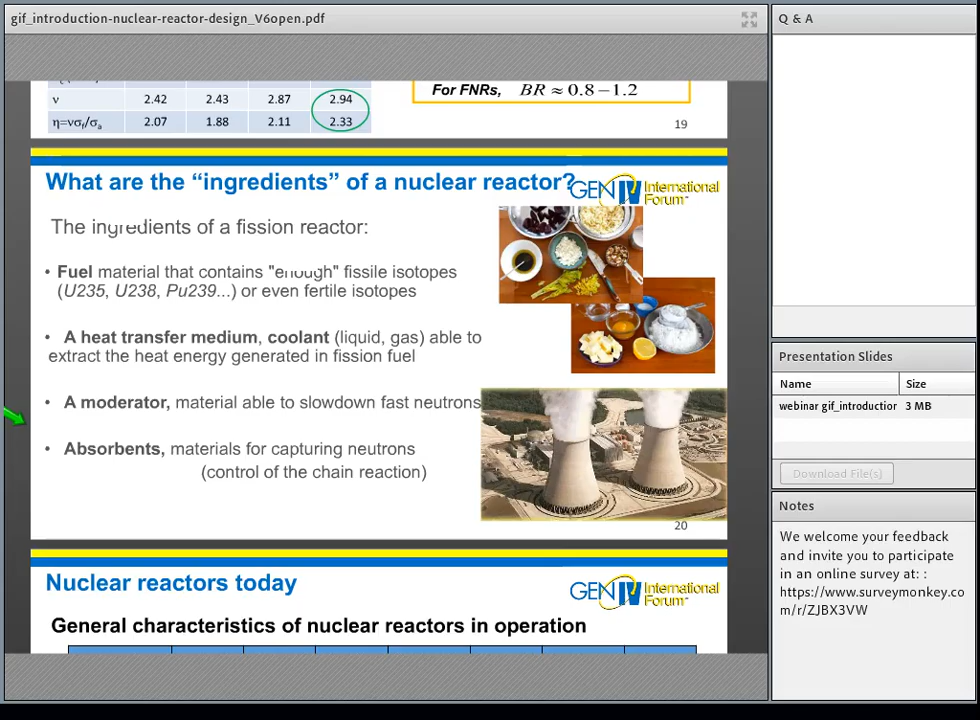 gif_introduction-nuclear-reactor-design_V6open.pdf
ν 2.42 2.43 2.87 2.94
η=νσf/σa 2.07 1.88 2.11 2.33
For FNRs, BR ≈ 0.8 – 1.2
19
What are the “ingredients” of a nuclear reactor?
GEN IV International
Forum™
The ingredients of a fission reactor:
• Fuel material that contains "enough" fissile isotopes
(U235, U238, Pu239...) or even fertile isotopes
• A heat transfer medium, coolant (liquid, gas) able to
extract the heat energy generated in fission fuel
• A moderator, material able to slowdown fast neutrons
• Absorbents, materials for capturing neutrons
(control of the chain reaction)
20
Nuclear reactors today
GEN IV International
Forum™
General characteristics of nuclear reactors in operation
Q & A
Presentation Slides
Name Size
webinar gif_introductior 3 MB
Download File(s)
Notes
We welcome your feedback
and invite you to participate
in an online survey at: :
https://www.surveymonkey.co
m/r/ZJBX3VW